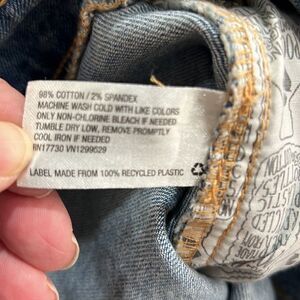 98% COTTON / 2% SPANDEX
MACHINE WASH COLD WITH LIKE COLORS
ONLY NON-CHLORINE BLEACH IF NEEDED
TUMBLE DRY LOW, REMOVE PROMPTLY
COOL IRON IF NEEDED
RN17730 VN1299529
LABEL MADE FROM 100% RECYCLED PLASTIC